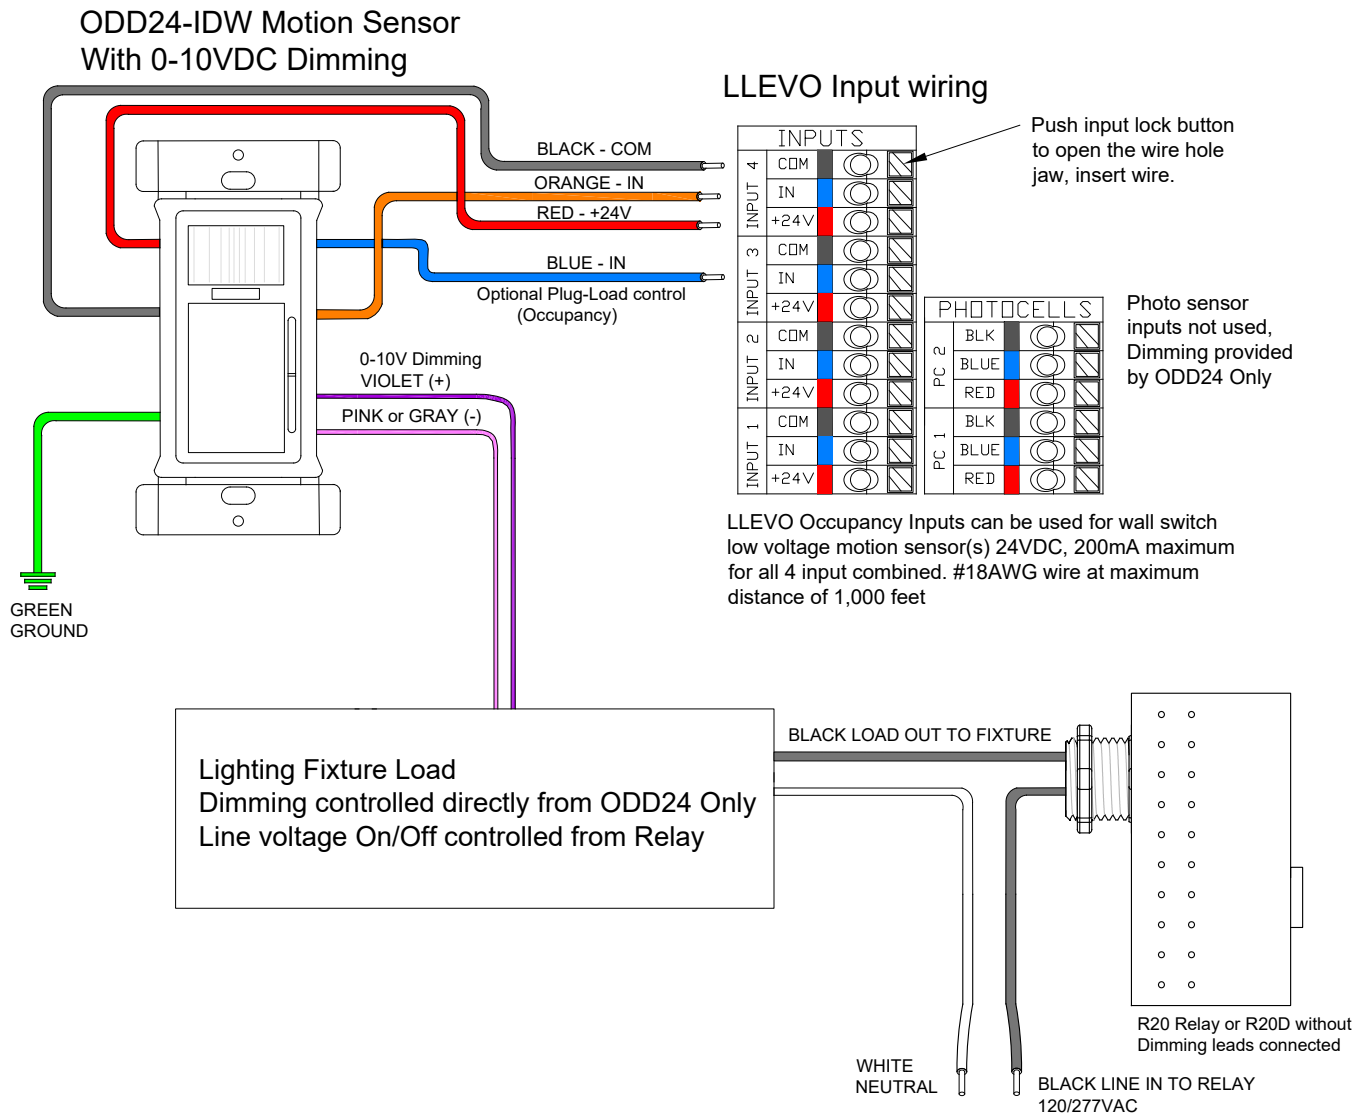 ODD24-IDW Motion Sensor
With 0-10VDC Dimming
LLEVO Input wiring
BLACK - COM
ORANGE - IN
RED - +24V
BLUE - IN
Optional Plug-Load control
(Occupancy)
0-10V Dimming
VIOLET (+)
PINK or GRAY (-)
GREEN
GROUND
INPUTS
INPUT 4
COM
IN
+24V
INPUT 3
COM
IN
+24V
INPUT 2
COM
IN
+24V
INPUT 1
COM
IN
+24V
Push input lock button
to open the wire hole
jaw, insert wire.
PHOTOCELLS
PC 2
BLK
BLUE
RED
PC 1
BLK
BLUE
RED
Photo sensor
inputs not used,
Dimming provided
by ODD24 Only
LLEVO Occupancy Inputs can be used for wall switch
low voltage motion sensor(s) 24VDC, 200mA maximum
for all 4 input combined. #18AWG wire at maximum
distance of 1,000 feet
Lighting Fixture Load
Dimming controlled directly from ODD24 Only
Line voltage On/Off controlled from Relay
BLACK LOAD OUT TO FIXTURE
R20 Relay or R20D without
Dimming leads connected
WHITE
NEUTRAL
BLACK LINE IN TO RELAY
120/277VAC